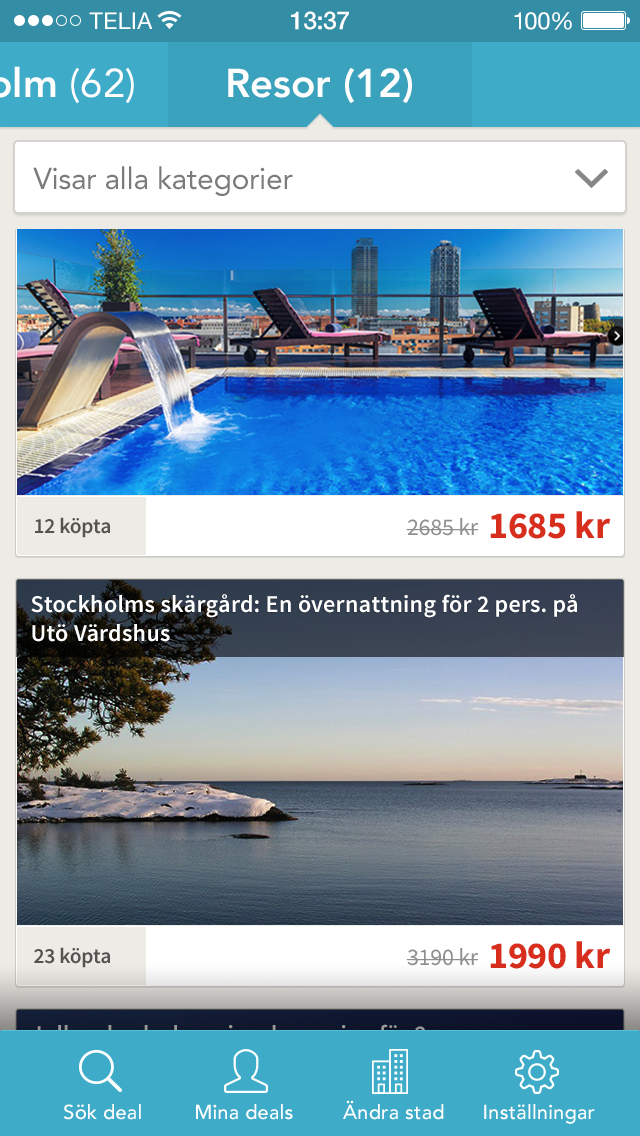 TELIA 13:37 100%
olm (62) Resor (12)
Visar alla kategorier
12 köpta 2685 kr 1685 kr
Stockholms skärgård: En övernattning för 2 pers. på
Utö Värdshus
23 köpta 3190 kr 1990 kr
Sök deal Mina deals Ändra stad Inställningar